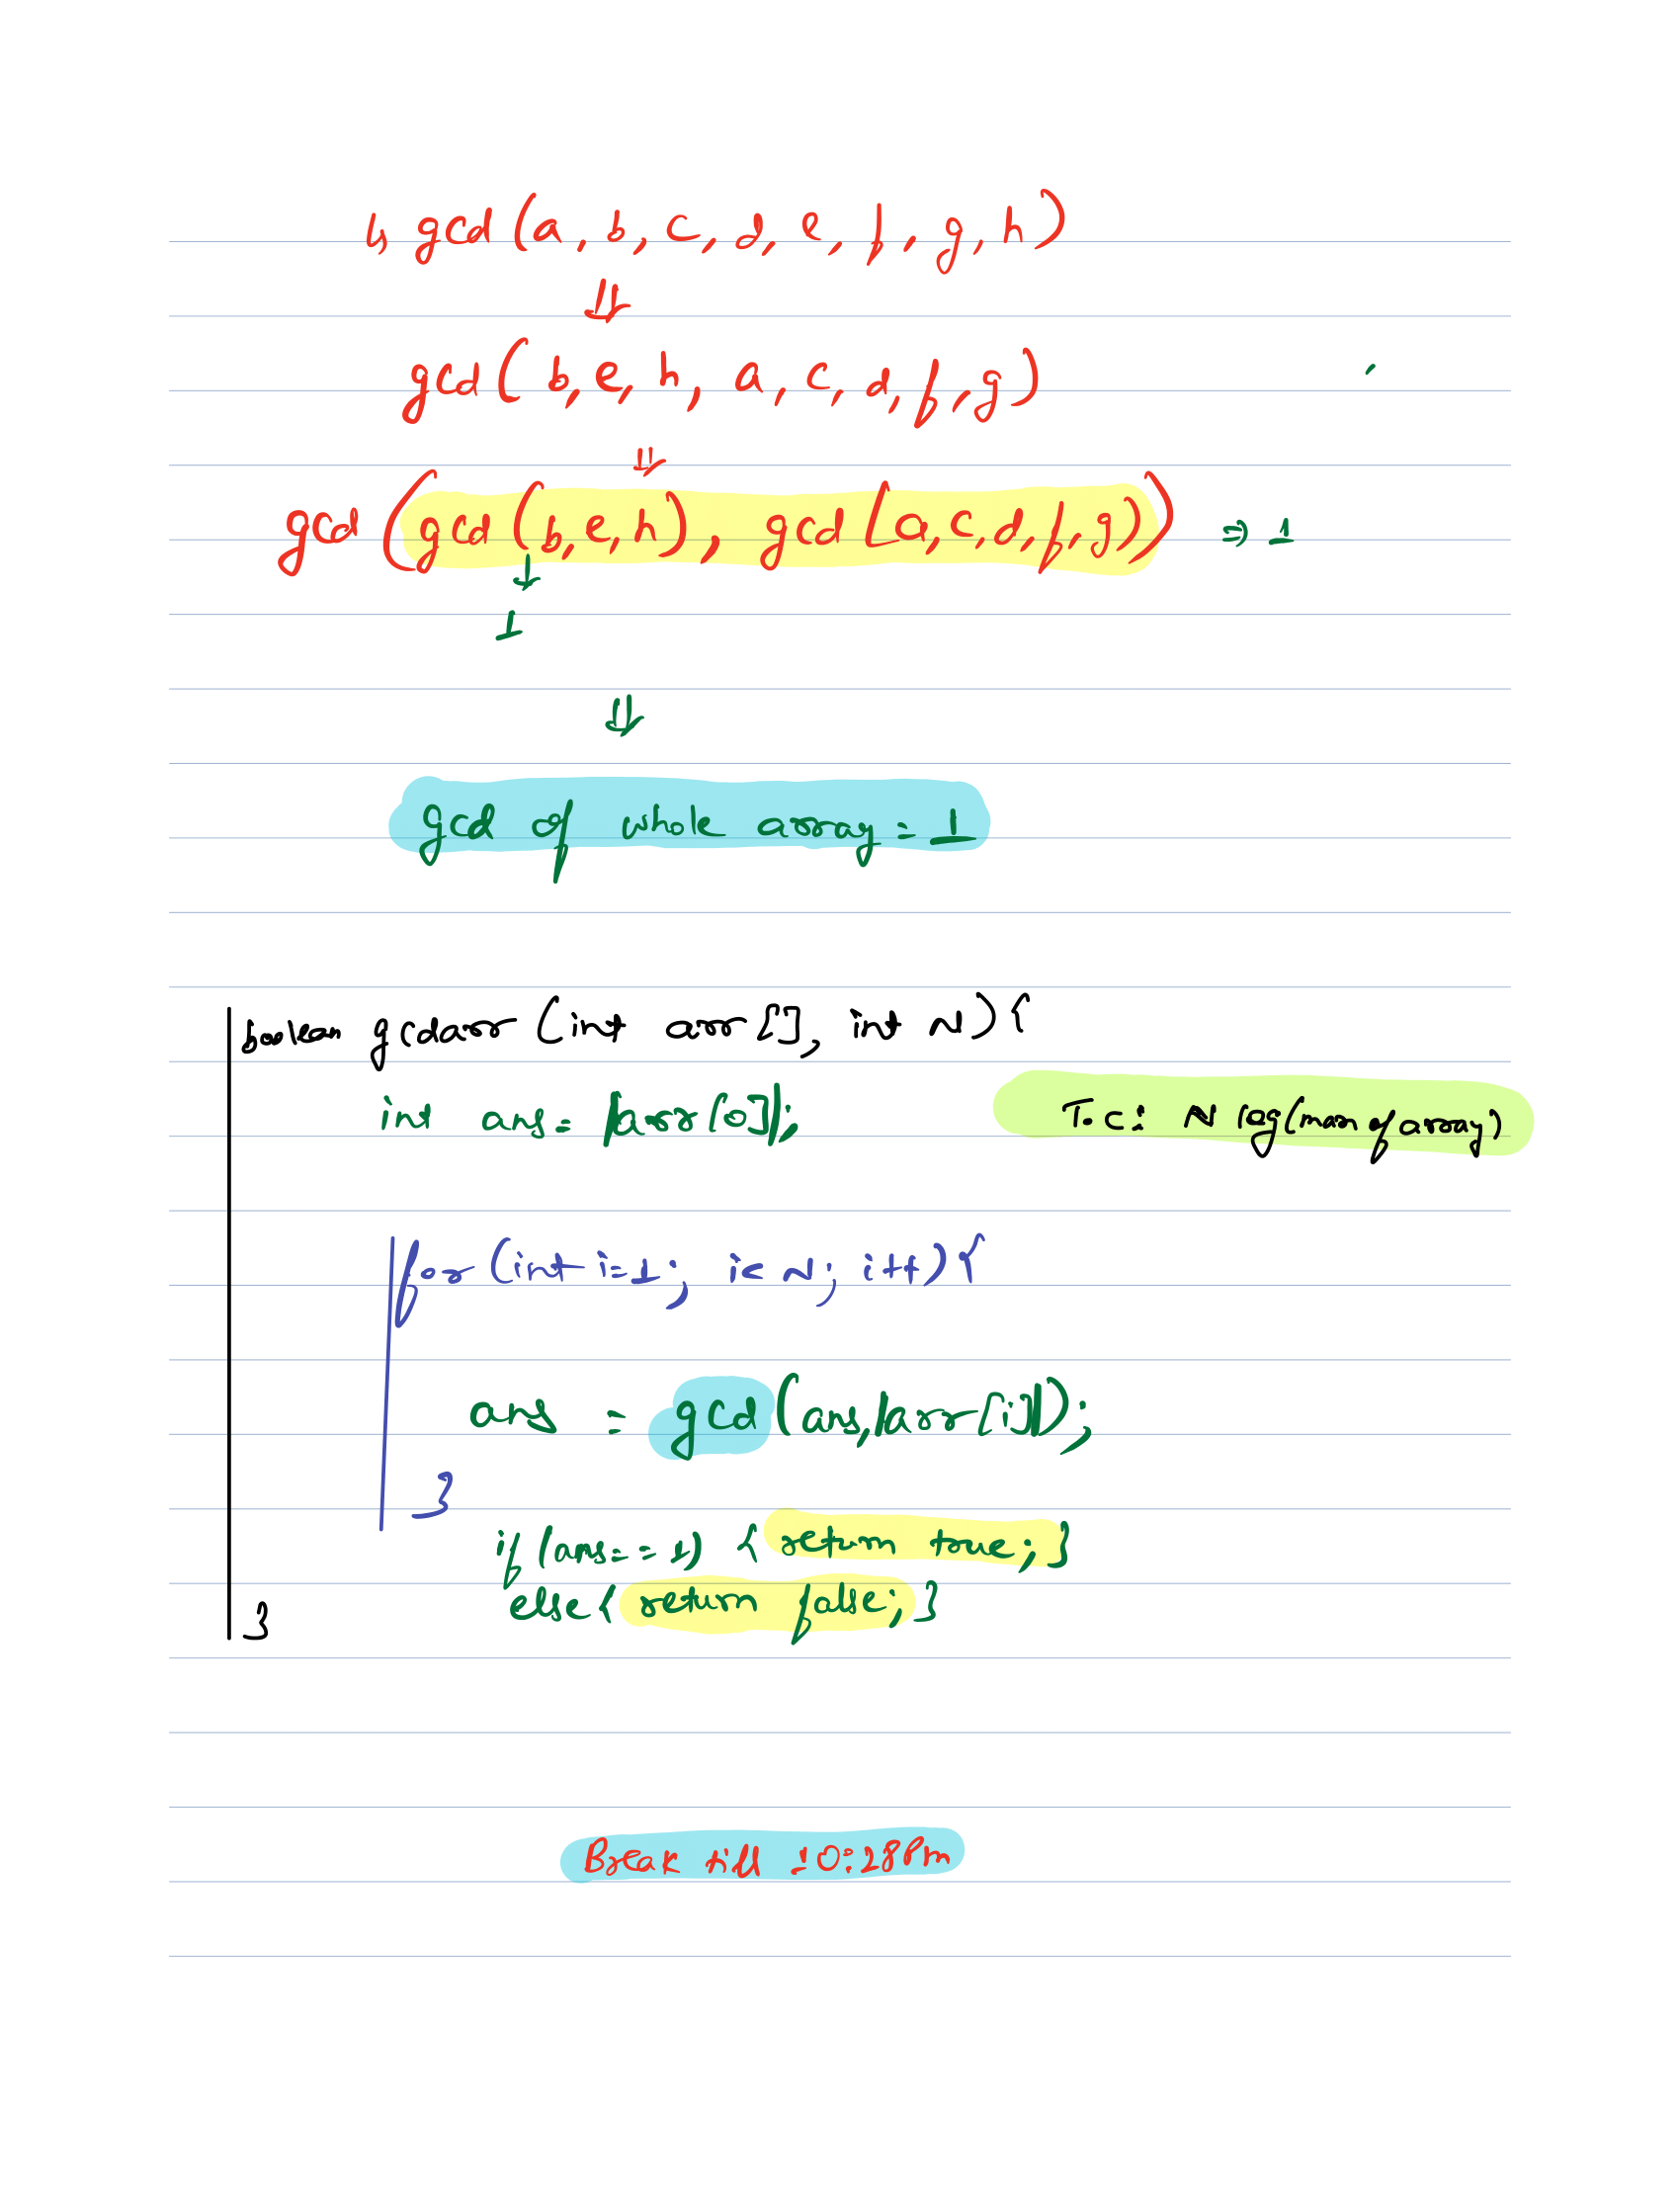 ↳ gcd(a, b, c, d, e, f, g, h)
⇓
gcd(b, e, h, a, c, d, f, g)
⇓
gcd(gcd(b,e,h), gcd(a,c,d,f,g)) ⇒ 1
↓
1
⇓
gcd of whole array = 1
boolean gcdarr(int arr[], int N){
int ans = |arr[0]|;
T.C: N log(max of array)
for(int i=1; i<N; i++){
ans = gcd(ans, |arr[i]|);
}
if(ans==1) {return true;}
else{return false;}
}
Break till 10:28 Pm